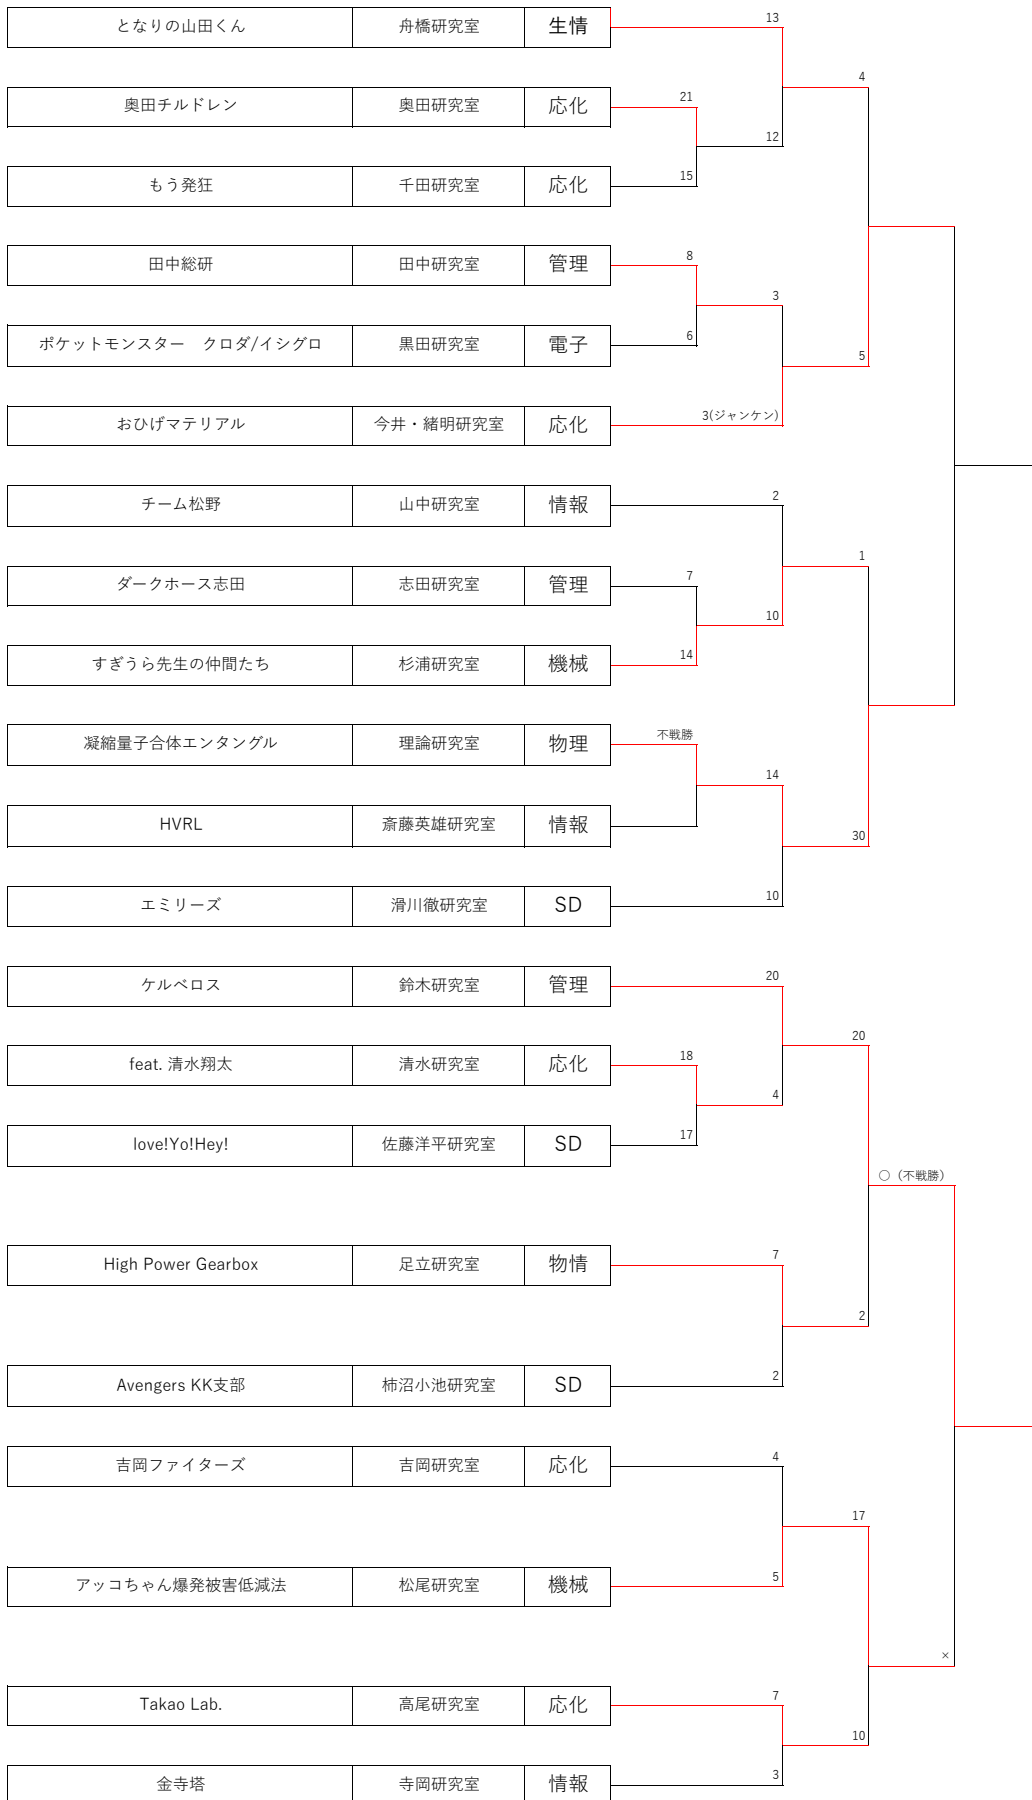 となりの山田くん 舟橋研究室 生情 13
4
奥田チルドレン 奥田研究室 応化 21
12
もう発狂 千田研究室 応化 15
田中総研 田中研究室 管理 8
3
ポケットモンスター　クロダ/イシグロ 黒田研究室 電子 6
5
おひげマテリアル 今井・緒明研究室 応化 3(ジャンケン)
チーム松野 山中研究室 情報 2
1
ダークホース志田 志田研究室 管理 7
10
すぎうら先生の仲間たち 杉浦研究室 機械 14
凝縮量子合体エンタングル 理論研究室 物理 不戦勝
14
HVRL 斎藤英雄研究室 情報
30
エミリーズ 滑川徹研究室 SD 10
ケルベロス 鈴木研究室 管理 20
20
feat. 清水翔太 清水研究室 応化 18
4
love!Yo!Hey! 佐藤洋平研究室 SD 17
〇（不戦勝）
High Power Gearbox 足立研究室 物情 7
2
Avengers KK支部 柿沼小池研究室 SD 2
吉岡ファイターズ 吉岡研究室 応化 4
17
アッコちゃん爆発被害低減法 松尾研究室 機械 5
×
Takao Lab. 高尾研究室 応化 7
10
金寺塔 寺岡研究室 情報 3